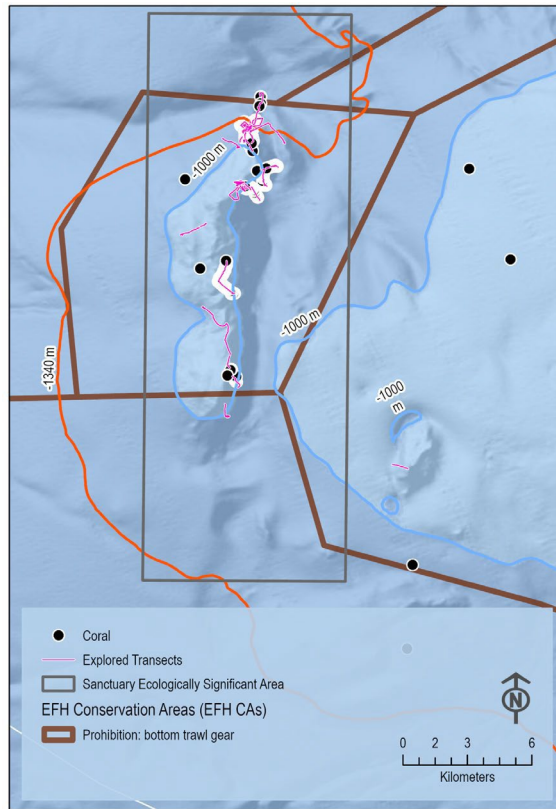 -1000 m
-1000 m
-1340 m
-1000
m
Coral
Explored Transects
Sanctuary Ecologically Significant Area
EFH Conservation Areas (EFH CAs)
Prohibition: bottom trawl gear
N
0 3 6
Kilometers